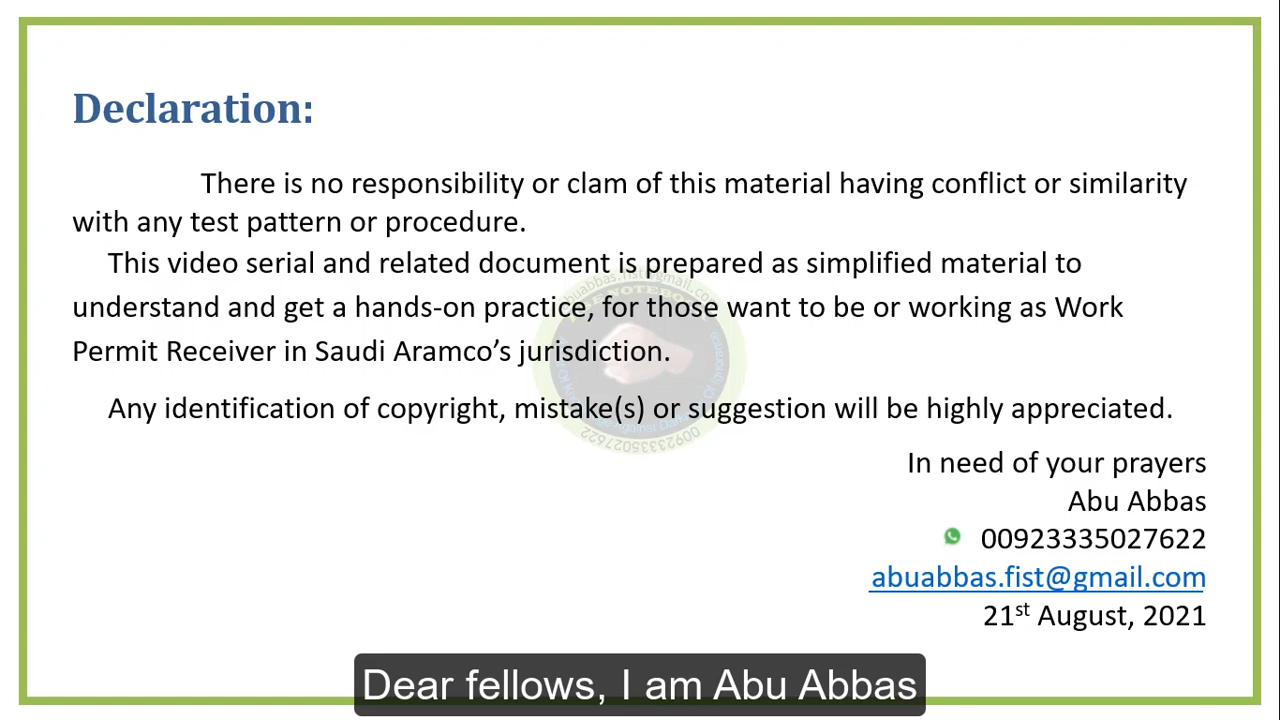 Declaration:
There is no responsibility or clam of this material having conflict or similarity
with any test pattern or procedure.
This video serial and related document is prepared as simplified material to
understand and get a hands-on practice, for those want to be or working as Work
Permit Receiver in Saudi Aramco’s jurisdiction.
Any identification of copyright, mistake(s) or suggestion will be highly appreciated.
In need of your prayers
Abu Abbas
00923335027622
abuabbas.fist@gmail.com
21st August, 2021
Dear fellows, I am Abu Abbas